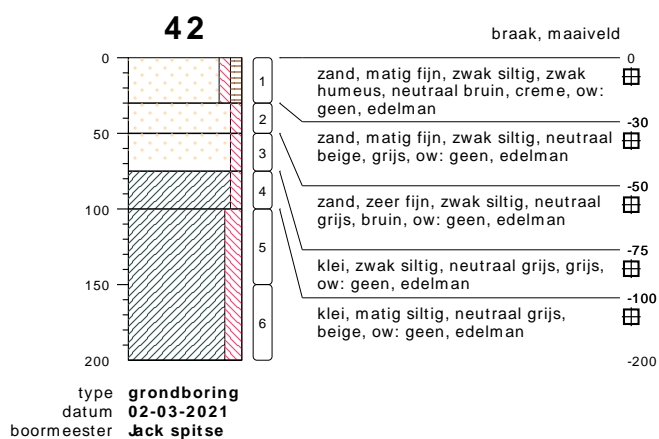 42
braak, maaiveld
0
50
100
150
200
1
2
3
4
5
6
0
zand, matig fijn, zwak siltig, zwak
humeus, neutraal bruin, creme, ow:
geen, edelman
-30
zand, matig fijn, zwak siltig, neutraal
beige, grijs, ow: geen, edelman
-50
zand, zeer fijn, zwak siltig, neutraal
grijs, bruin, ow: geen, edelman
-75
klei, zwak siltig, neutraal grijs, grijs,
ow: geen, edelman
-100
klei, matig siltig, neutraal grijs,
beige, ow: geen, edelman
-200
type grondboring
datum 02-03-2021
boormeester Jack spitse